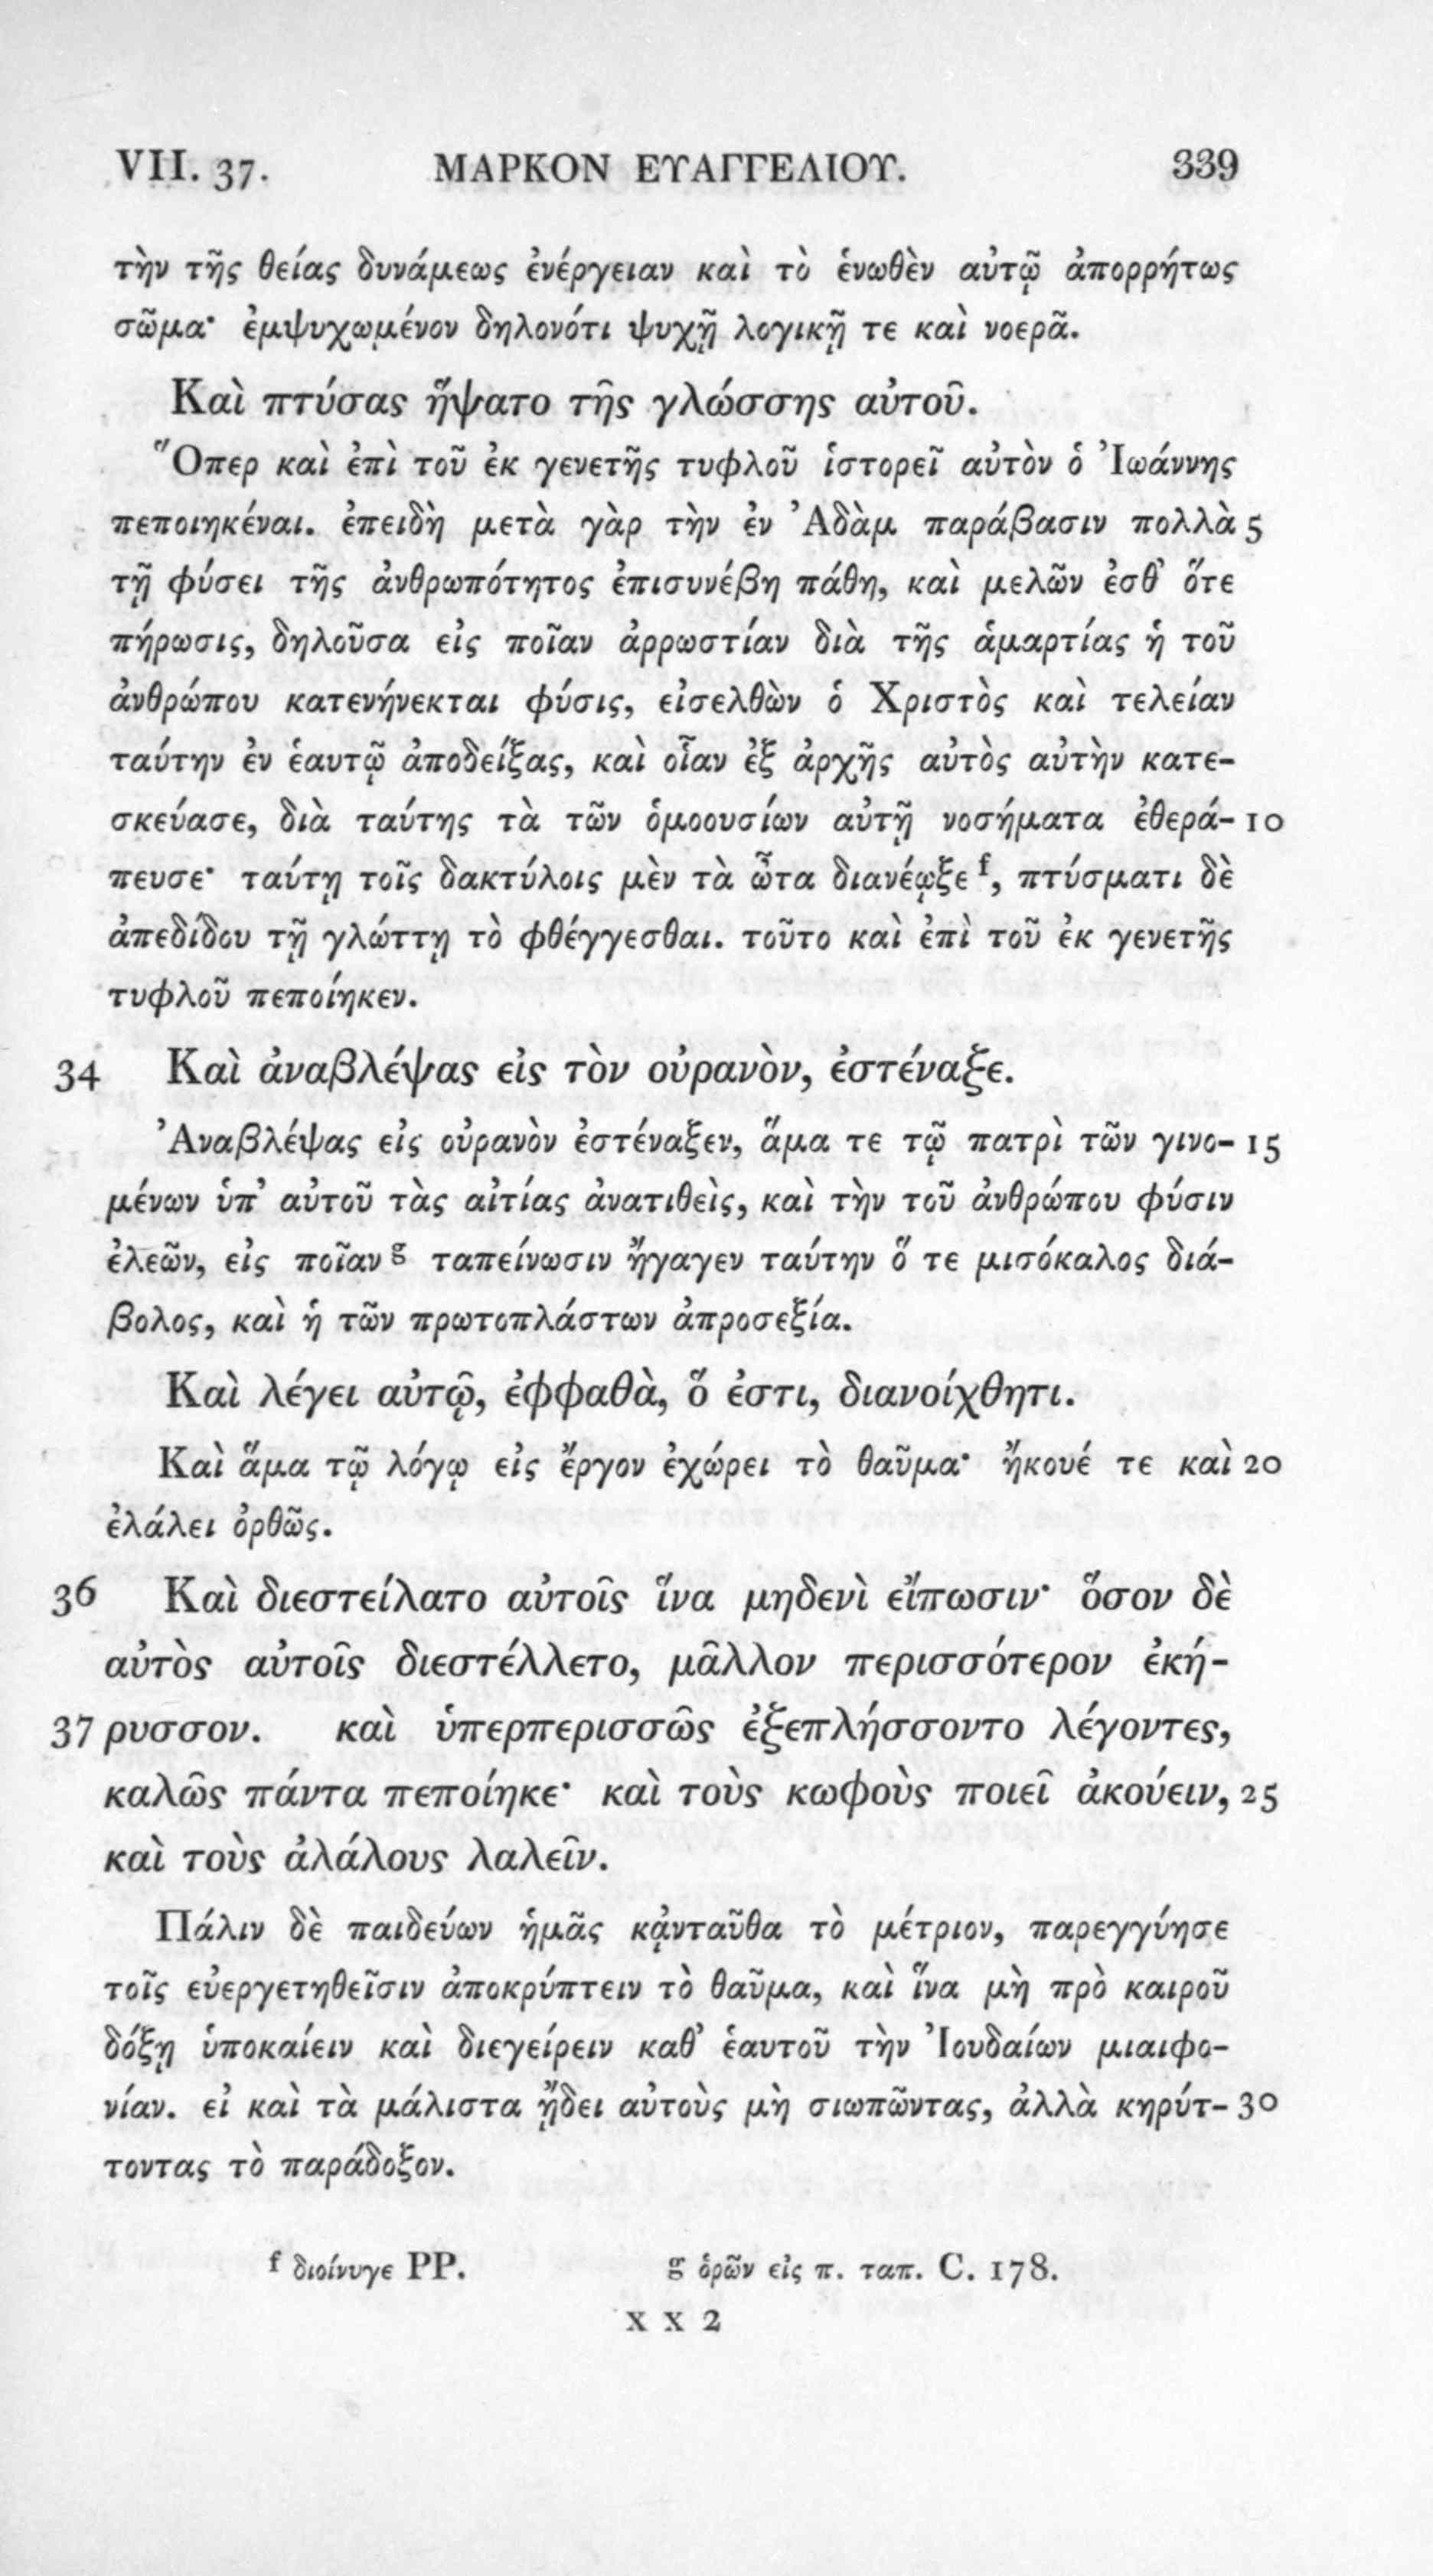 VII. 37. ΜΑΡΚΟΝ ΕΥΑΓΓΕΛΙΟΥ. 339
τὴν τῆς θείας δυνάμεως ἐνέργειαν καὶ τὸ ἑνωθὲν αὐτῷ ἀπορρήτως
σῶμα· ἐμψυχωμένον δηλονότι ψυχῇ λογικῇ τε καὶ νοερᾷ.
Καὶ πτύσας ἥψατο τῆς γλώσσης αὐτοῦ.
Ὅπερ καὶ ἐπὶ τοῦ ἐκ γενετῆς τυφλοῦ ἱστορεῖ αὐτὸν ὁ Ἰωάννης
πεποιηκέναι. ἐπειδὴ μετὰ γὰρ τὴν ἐν Ἀδὰμ παράβασιν πολλὰ 5
τῇ φύσει τῆς ἀνθρωπότητος ἐπισυνέβη πάθη, καὶ μελῶν ἐσθ’ ὅτε
πήρωσις, δηλοῦσα εἰς ποῖαν ἀρρωστίαν διὰ τῆς ἁμαρτίας ἡ τοῦ
ἀνθρώπου κατενήνεκται φύσις, εἰσελθὼν ὁ Χριστὸς καὶ τελείαν
ταύτην ἐν ἑαυτῷ ἀποδείξας, καὶ οἵαν ἐξ ἀρχῆς αὐτὸς αὐτὴν κατε-
σκεύασε, διὰ ταύτης τὰ τῶν ὁμοουσίων αὐτῇ νοσήματα ἐθερά- 10
πευσε· ταύτῃ τοῖς δακτύλοις μὲν τὰ ὦτα διανέῳξε f, πτύσματι δὲ
ἀπεδίδου τῇ γλώττῃ τὸ φθέγγεσθαι. τοῦτο καὶ ἐπὶ τοῦ ἐκ γενετῆς
τυφλοῦ πεποίηκεν.
34 Καὶ ἀναβλέψας εἰς τὸν οὐρανὸν, ἐστέναξε.
Ἀναβλέψας εἰς οὐρανὸν ἐστέναξεν, ἅμα τε τῷ πατρὶ τῶν γινο- 15
μένων ὑπ’ αὐτοῦ τὰς αἰτίας ἀνατιθεὶς, καὶ τὴν τοῦ ἀνθρώπου φύσιν
ἐλεῶν, εἰς ποῖαν g ταπείνωσιν ἤγαγεν ταύτην ὅ τε μισόκαλος διά-
βολος, καὶ ἡ τῶν πρωτοπλάστων ἀπροσεξία.
Καὶ λέγει αὐτῷ, ἐφφαθὰ, ὅ ἐστι, διανοίχθητι.
Καὶ ἅμα τῷ λόγῳ εἰς ἔργον ἐχώρει τὸ θαῦμα· ἤκουέ τε καὶ 20
ἐλάλει ὀρθῶς.
36 Καὶ διεστείλατο αὐτοῖς ἵνα μηδενὶ εἴπωσιν· ὅσον δὲ
αὐτὸς αὐτοῖς διεστέλλετο, μᾶλλον περισσότερον ἐκή-
37 ρυσσον. καὶ ὑπερπερισσῶς ἐξεπλήσσοντο λέγοντες,
καλῶς πάντα πεποίηκε· καὶ τοὺς κωφοὺς ποιεῖ ἀκούειν, 25
καὶ τοὺς ἀλάλους λαλεῖν.
Πάλιν δὲ παιδεύων ἡμᾶς κᾀνταῦθα τὸ μέτριον, παρεγγύησε
τοῖς εὐεργετηθεῖσιν ἀποκρύπτειν τὸ θαῦμα, καὶ ἵνα μὴ πρὸ καιροῦ
δόξῃ ὑποκαίειν καὶ διεγείρειν καθ’ ἑαυτοῦ τὴν Ἰουδαίων μιαιφο-
νίαν. εἰ καὶ τὰ μάλιστα ᾔδει αὐτοὺς μὴ σιωπῶντας, ἀλλὰ κηρύτ- 30
τοντας τὸ παράδοξον.
f διοίνυγε PP. g ὁρῶν εἰς π. ταπ. C. 178.
X X 2